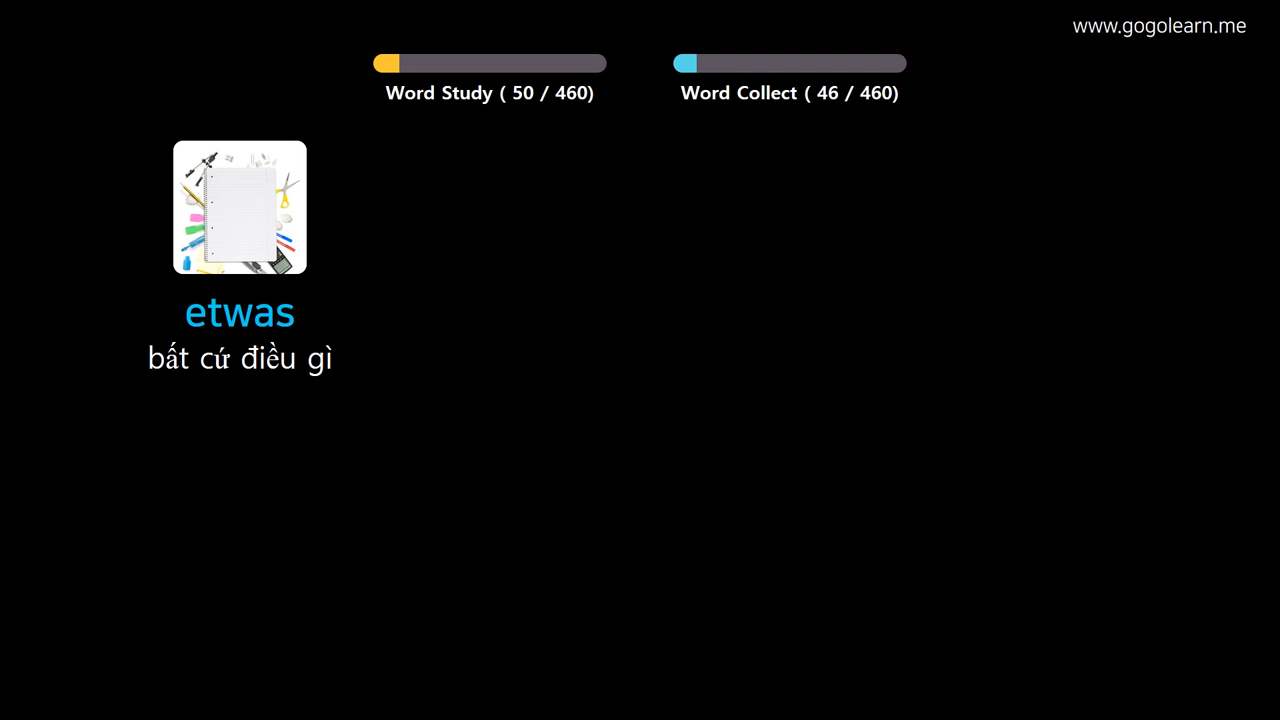 www.gogolearn.me
Word Study ( 50 / 460)
Word Collect ( 46 / 460)
etwas
bất cứ điều gì